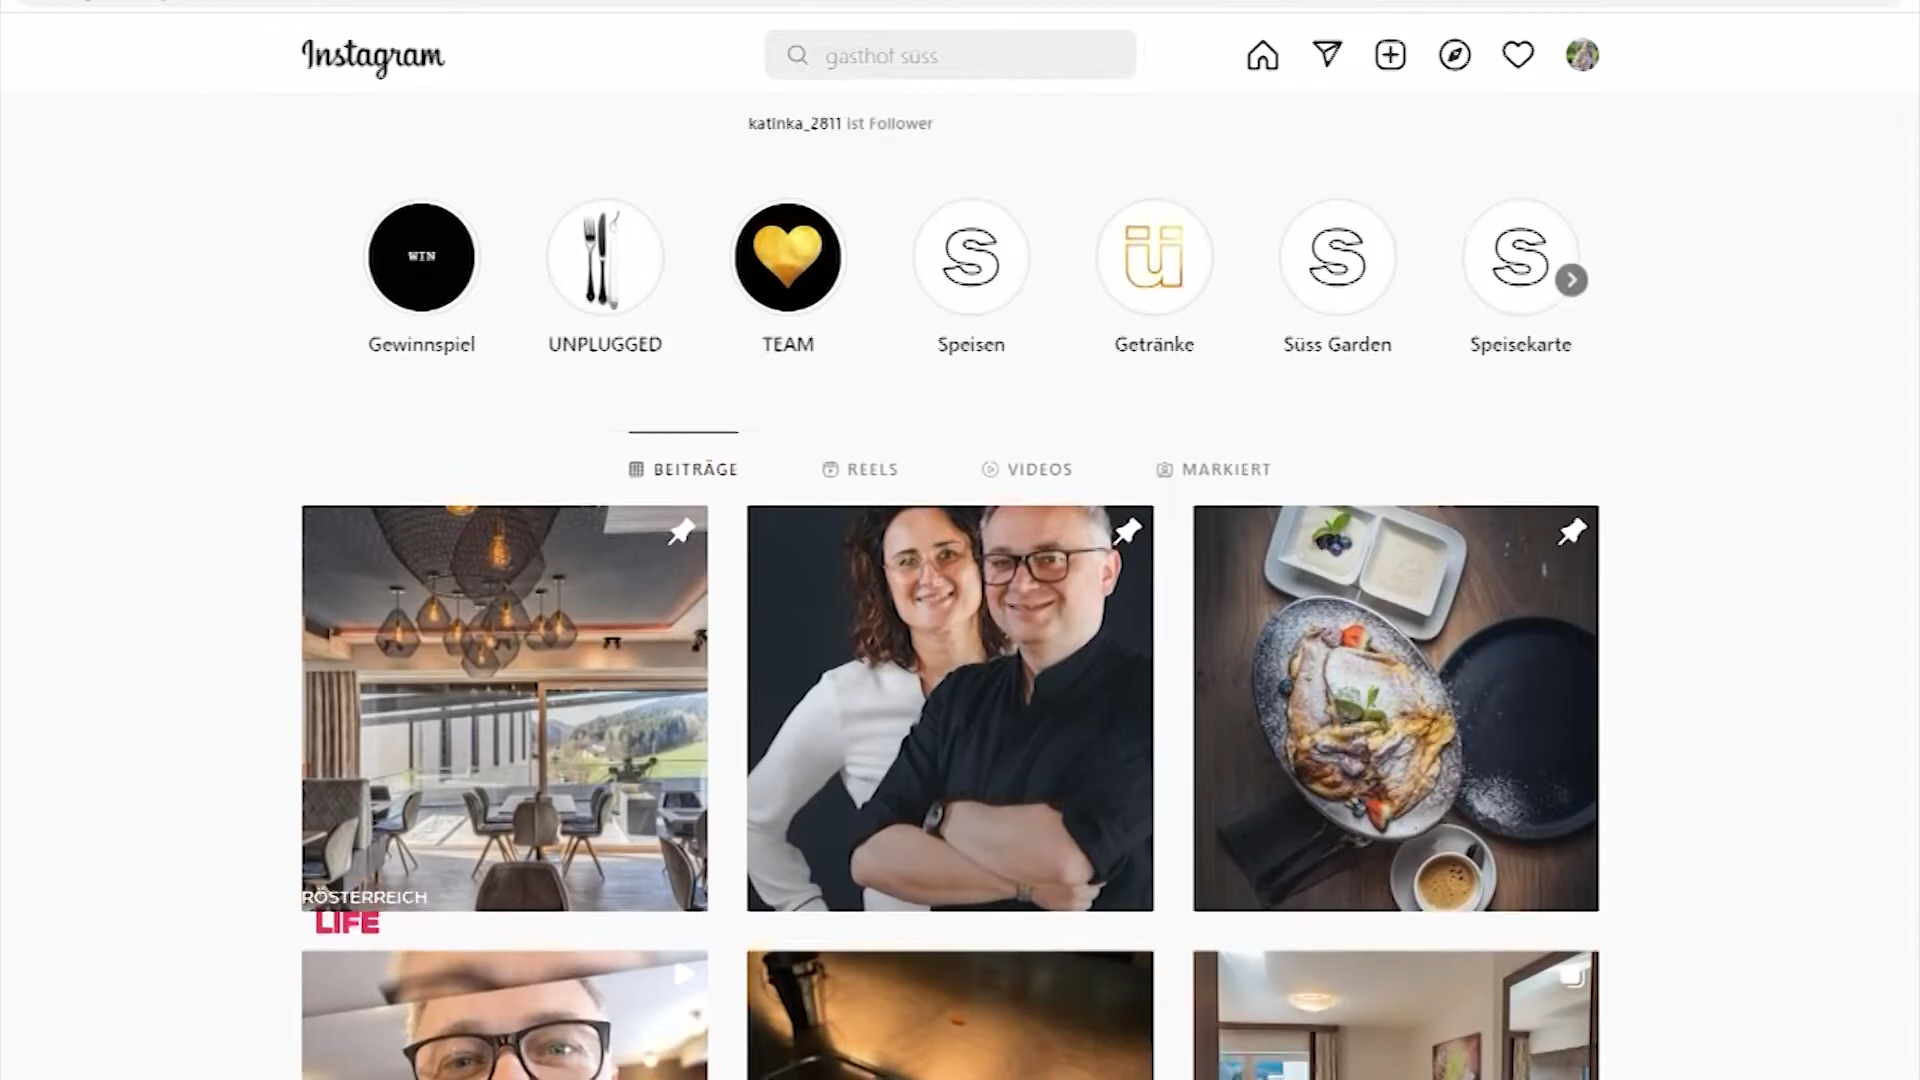 Instagram
gasthof süss
katinka_2811 ist Follower
WIN
S
ü
S
S
Gewinnspiel
UNPLUGGED
TEAM
Speisen
Getränke
Süss Garden
Speisekarte
BEITRÄGE
REELS
VIDEOS
MARKIERT
RÖSTERREICH
LIFE